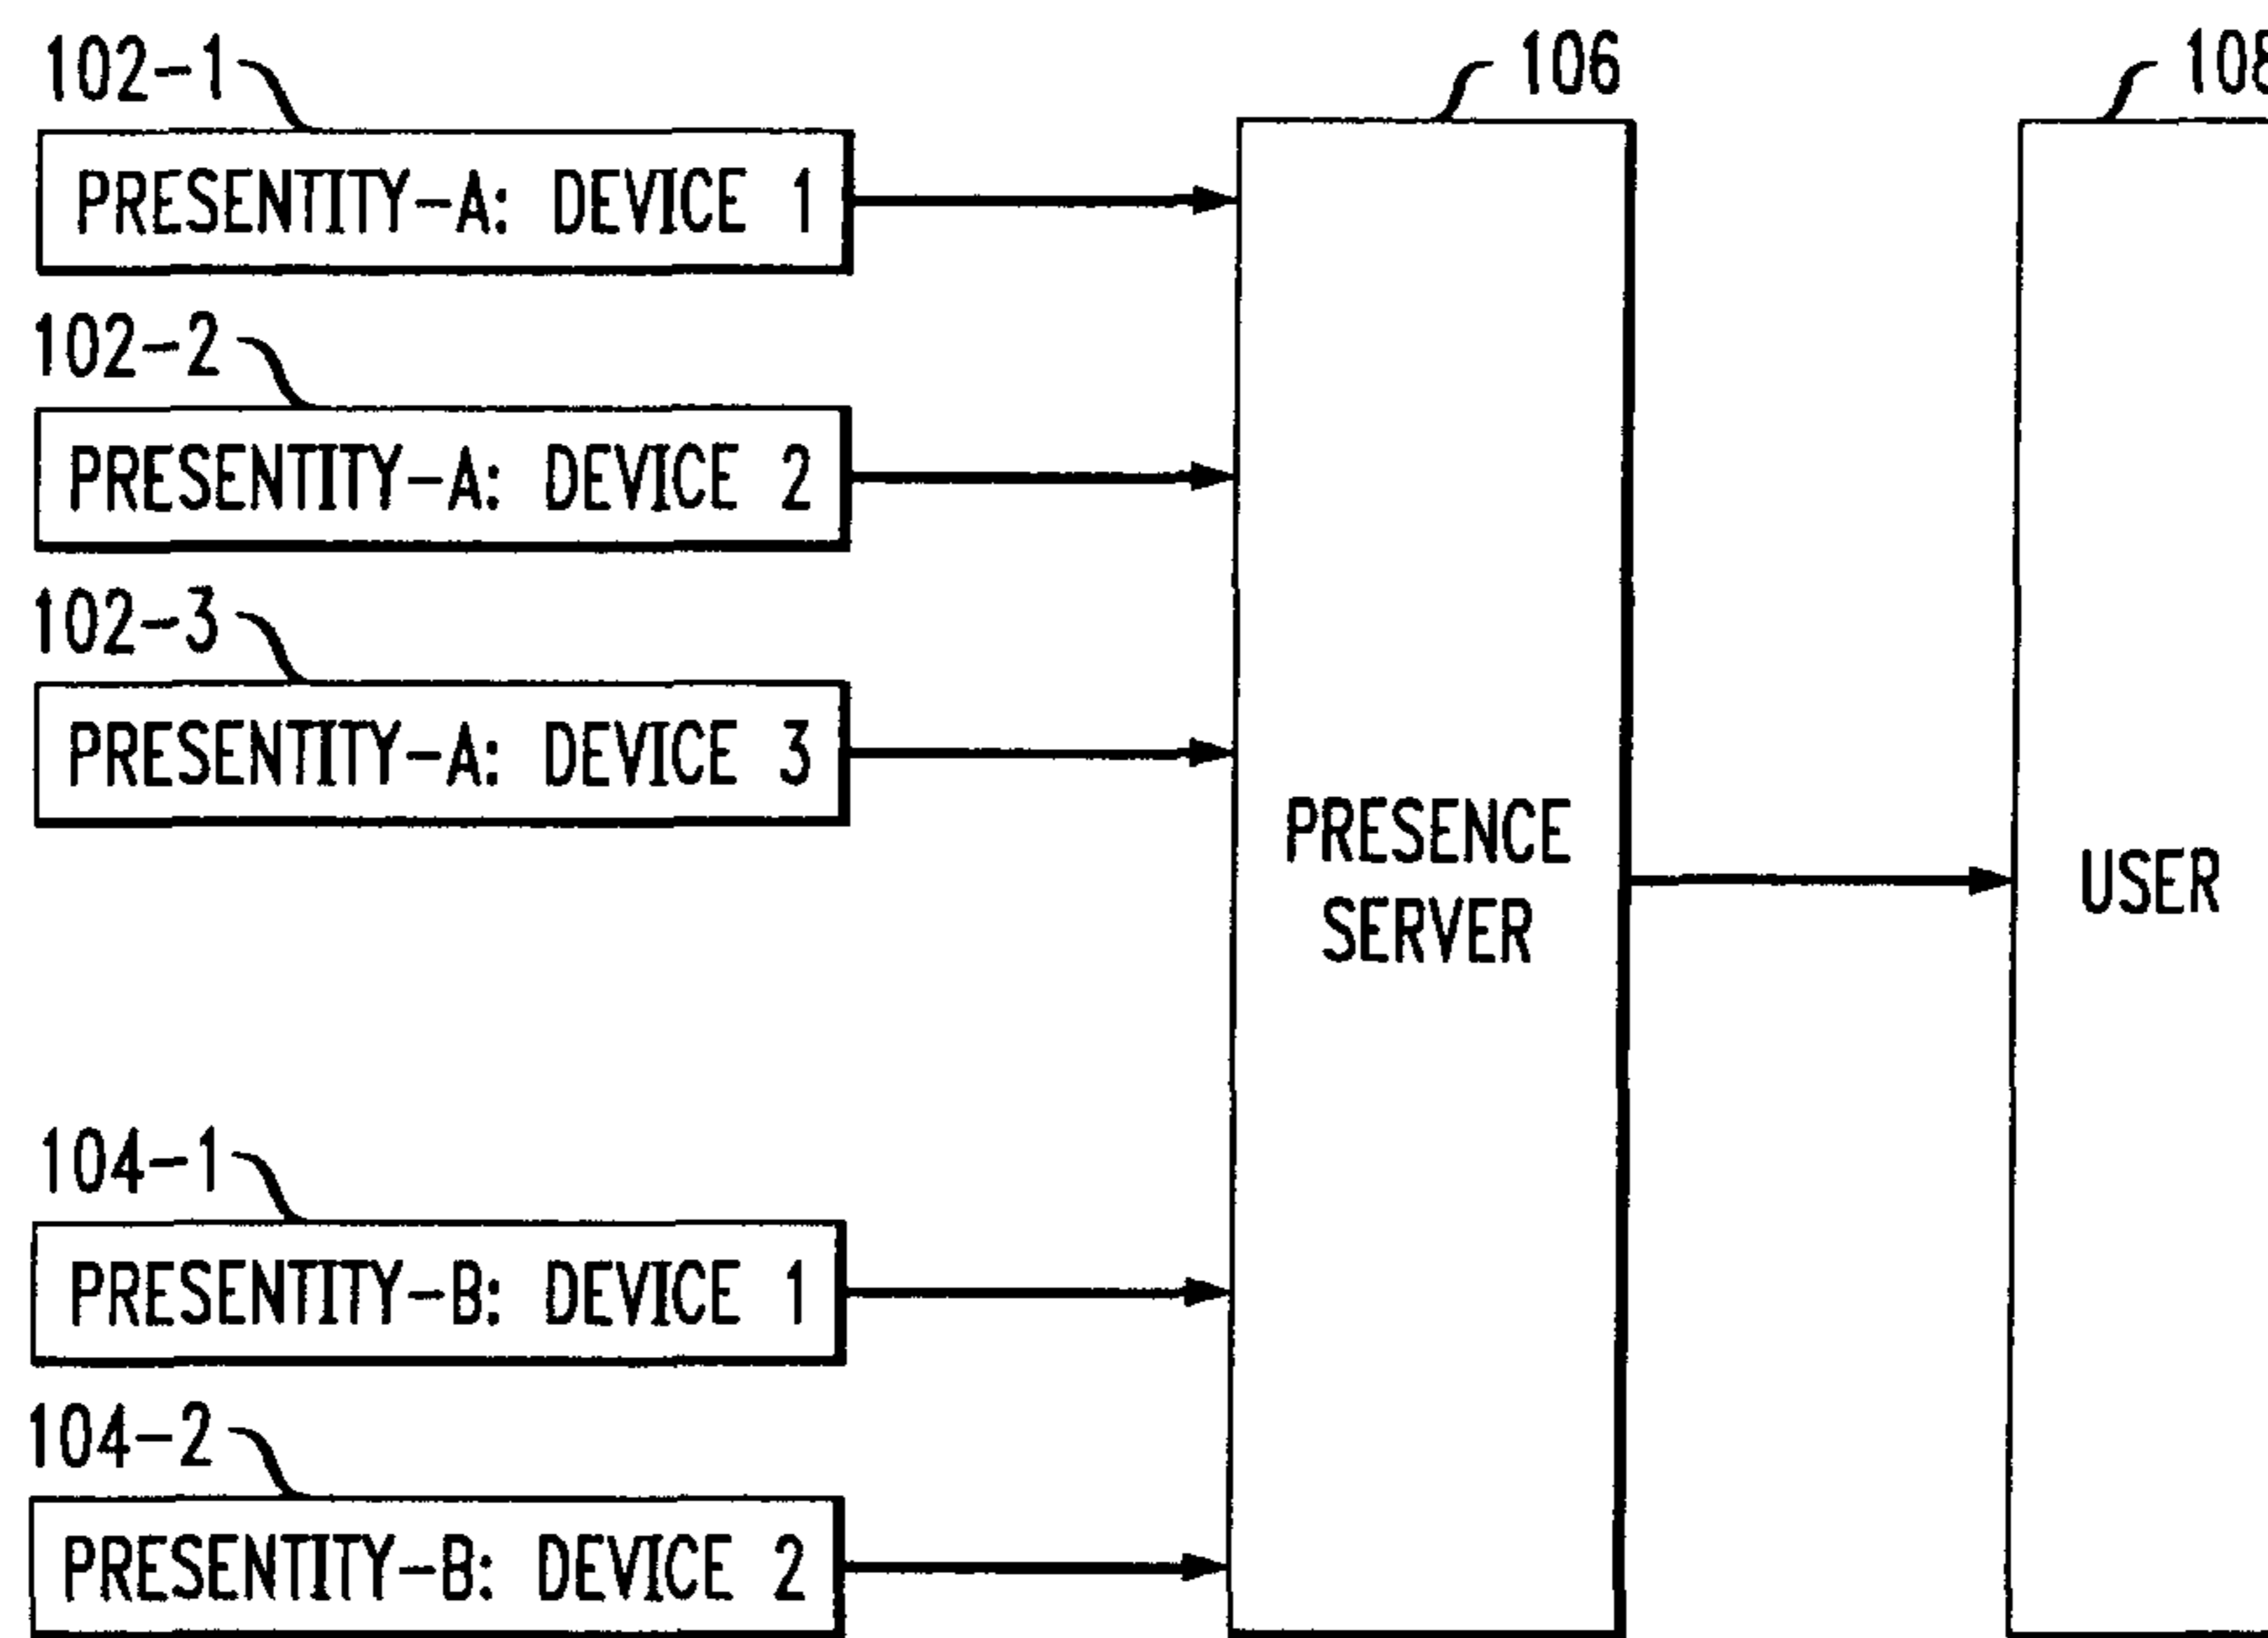 102-1
PRESENTITY-A: DEVICE 1
102-2
PRESENTITY-A: DEVICE 2
102-3
PRESENTITY-A: DEVICE 3
104-1
PRESENTITY-B: DEVICE 1
104-2
PRESENTITY-B: DEVICE 2
106
PRESENCE
SERVER
108
USER